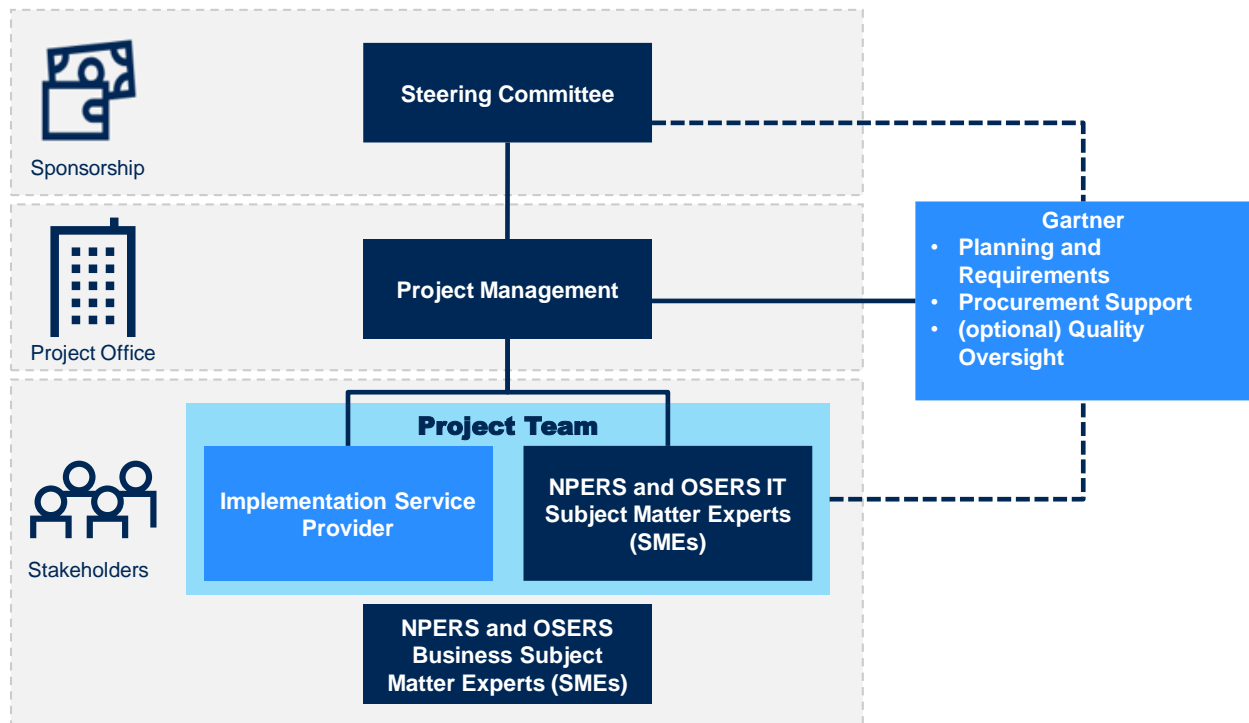 Steering Committee
Sponsorship
Gartner
• Planning and
Requirements
• Procurement Support
• (optional) Quality
Oversight
Project Management
Project Office
Project Team
Implementation Service
Provider
NPERS and OSERS IT
Subject Matter Experts
(SMEs)
Stakeholders
NPERS and OSERS
Business Subject
Matter Experts (SMEs)